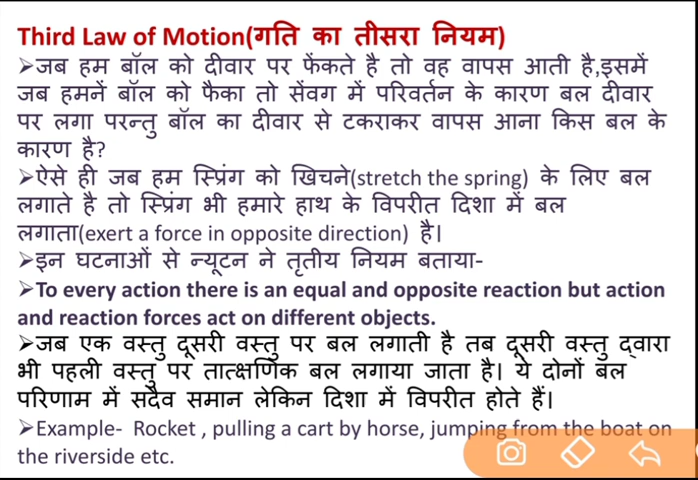 Third Law of Motion(गति का तीसरा नियम)
➢जब हम बॉल को दीवार पर फेंकते है तो वह वापस आती है,इसमें
जब हमनें बॉल को फैका तो सेंवग में परिवर्तन के कारण बल दीवार
पर लगा परन्तु बॉल का दीवार से टकराकर वापस आना किस बल के
कारण है?
➢ऐसे ही जब हम स्प्रिंग को खिचने(stretch the spring) के लिए बल
लगाते है तो स्प्रिंग भी हमारे हाथ के विपरीत दिशा में बल
लगाता(exert a force in opposite direction) है।
➢इन घटनाओं से न्यूटन ने तृतीय नियम बताया-
➢To every action there is an equal and opposite reaction but action
and reaction forces act on different objects.
➢जब एक वस्तु दूसरी वस्तु पर बल लगाती है तब दूसरी वस्तु द्वारा
भी पहली वस्तु पर तात्क्षणिक बल लगाया जाता है। ये दोनों बल
परिणाम में सदैव समान लेकिन दिशा में विपरीत होते हैं।
➢Example- Rocket , pulling a cart by horse, jumping from the boat on
the riverside etc.